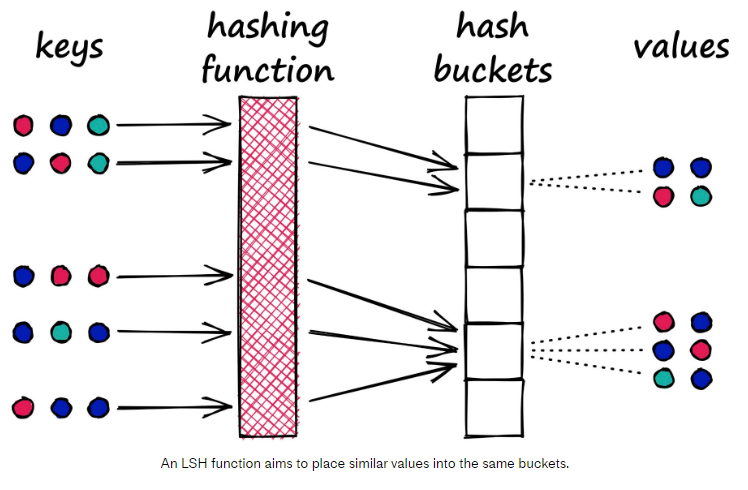 keys
hashing
function
hash
buckets
values
An LSH function aims to place similar values into the same buckets.